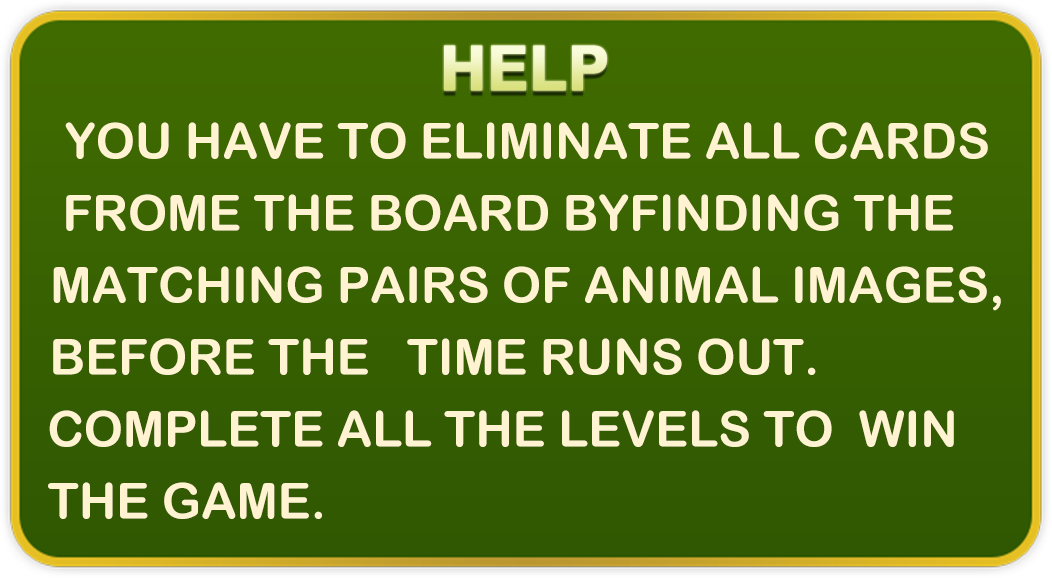 HELP
YOU HAVE TO ELIMINATE ALL CARDS
FROME THE BOARD BYFINDING THE
MATCHING PAIRS OF ANIMAL IMAGES,
BEFORE THE TIME RUNS OUT.
COMPLETE ALL THE LEVELS TO WIN
THE GAME.